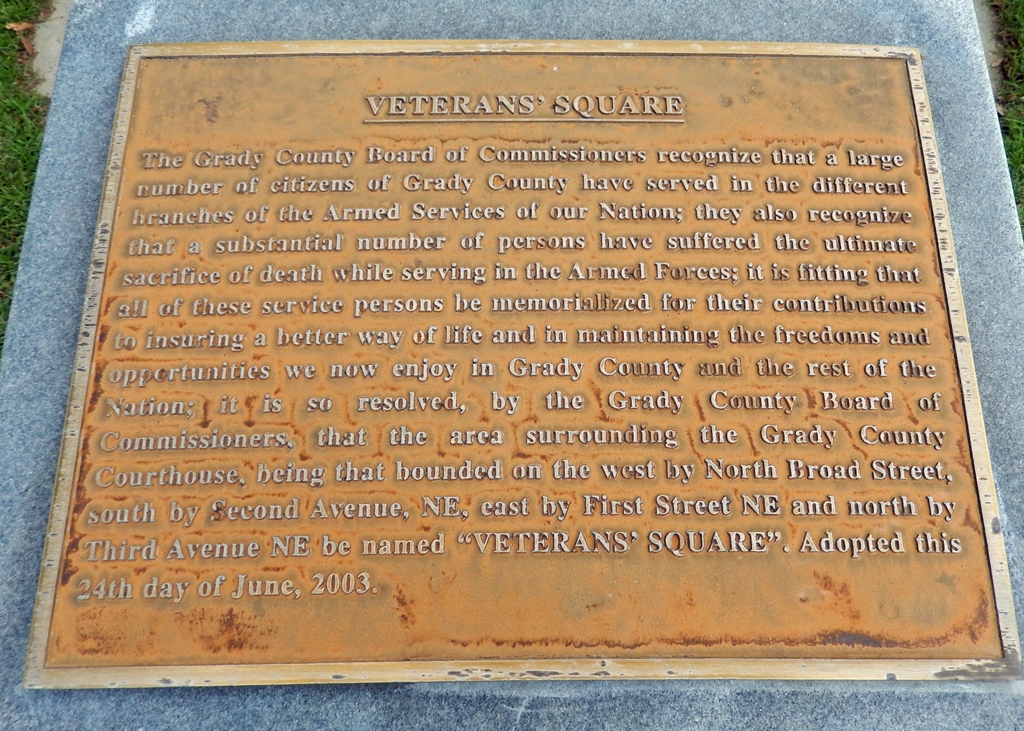 VETERANS' SQUARE
The Grady County Board of Commissioners recognize that a large
number of citizens of Grady County have served in the different
branches of the Armed Services of our Nation; they also recognize
that a substantial number of persons have suffered the ultimate
sacrifice of death while serving in the Armed Forces; it is fitting that
all of these service persons be memorialized for their contributions
to insuring a better way of life and in maintaining the freedoms and
opportunities we now enjoy in Grady County and the rest of the
Nation; it is so resolved, by the Grady County Board of
Commissioners, that the area surrounding the Grady County
Courthouse, being that bounded on the west by North Broad Street,
south by Second Avenue, NE, east by First Street NE and north by
Third Avenue NE be named “VETERANS' SQUARE”. Adopted this
24th day of June, 2003.